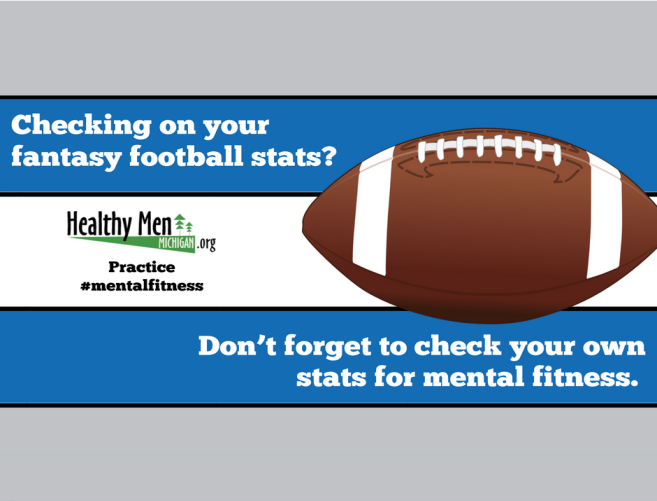 Checking on your
fantasy football stats?
Healthy Men
MICHIGAN.org
Practice
#mentalfitness
Don't forget to check your own
stats for mental fitness.